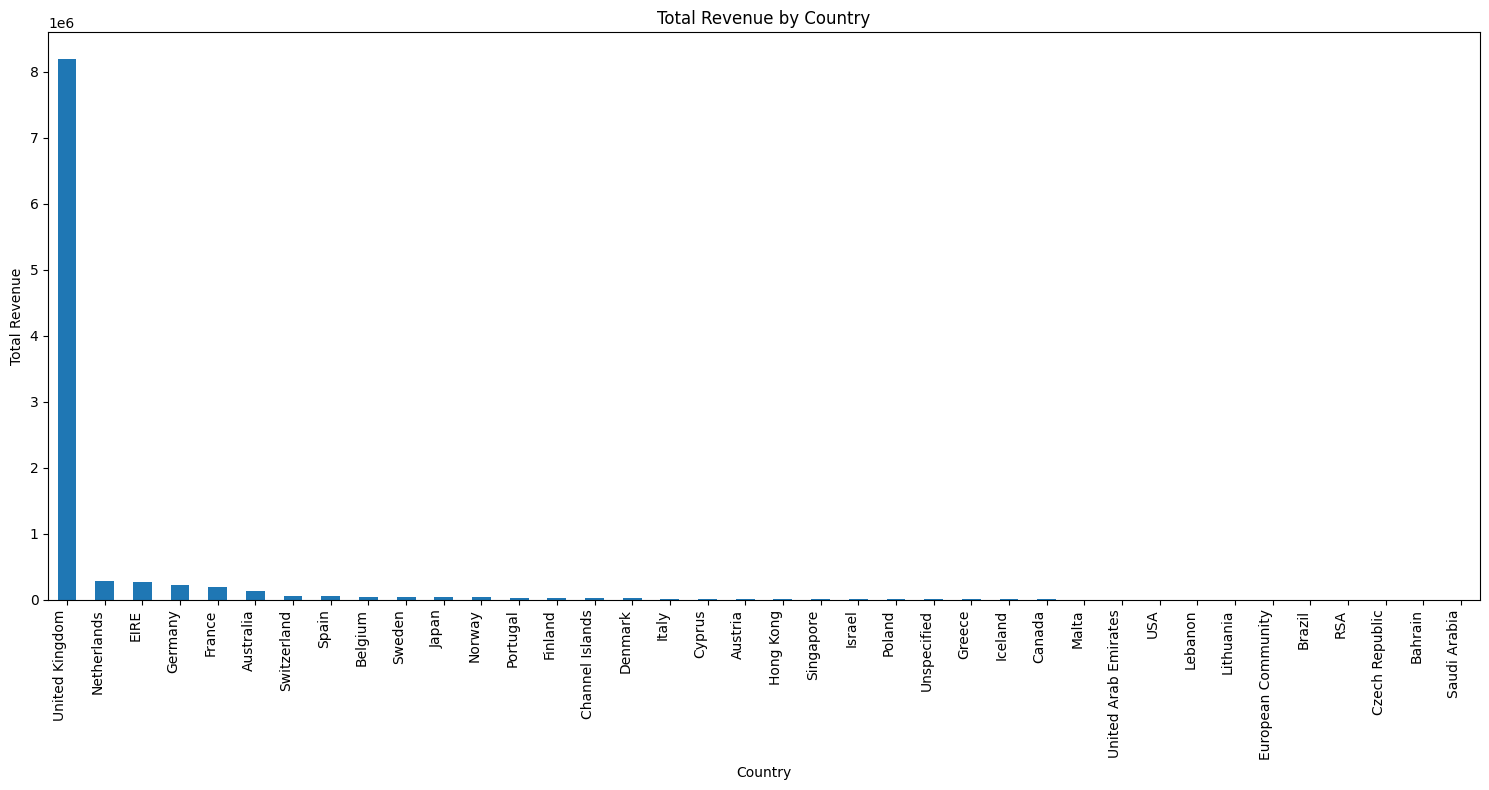 Total Revenue by Country
1e6
8
7
6
5
4
3
2
1
0
Total Revenue
United Kingdom
Netherlands
EIRE
Germany
France
Australia
Switzerland
Spain
Belgium
Sweden
Japan
Norway
Portugal
Finland
Channel Islands
Denmark
Italy
Cyprus
Austria
Hong Kong
Singapore
Israel
Poland
Unspecified
Greece
Iceland
Canada
Malta
United Arab Emirates
USA
Lebanon
Lithuania
European Community
Brazil
RSA
Czech Republic
Bahrain
Saudi Arabia
Country